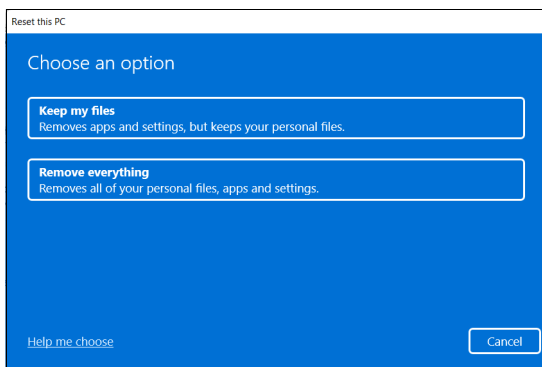 Reset this PC
Choose an option
Keep my files
Removes apps and settings, but keeps your personal files.
Remove everything
Removes all of your personal files, apps and settings.
Help me choose
Cancel